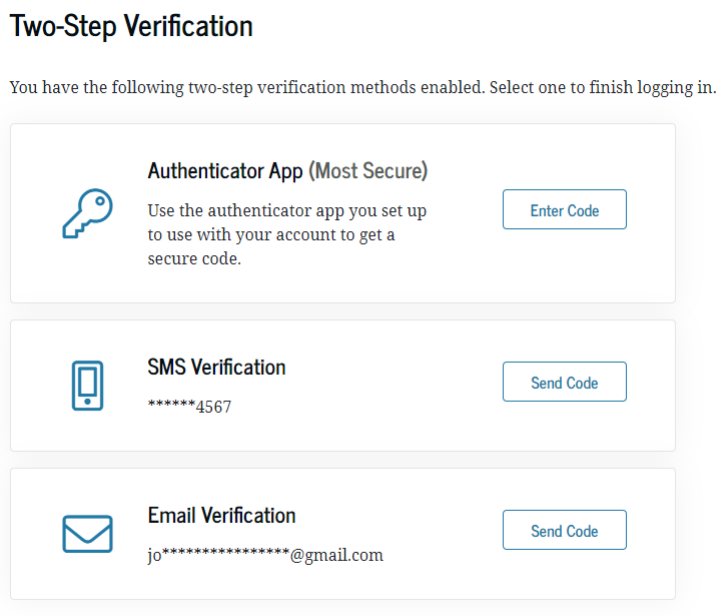 Two-Step Verification
You have the following two-step verification methods enabled. Select one to finish logging in.
Authenticator App (Most Secure)
Use the authenticator app you set up
to use with your account to get a
secure code.
Enter Code
SMS Verification
******4567
Send Code
Email Verification
jo****************@gmail.com
Send Code